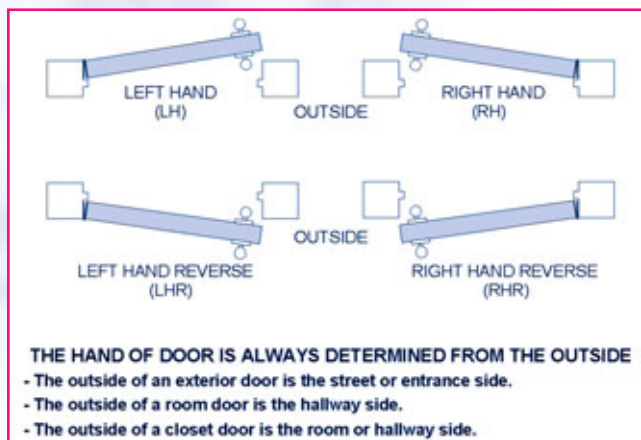 LEFT HAND
(LH)
OUTSIDE
RIGHT HAND
(RH)
LEFT HAND REVERSE
(LHR)
OUTSIDE
RIGHT HAND REVERSE
(RHR)
THE HAND OF DOOR IS ALWAYS DETERMINED FROM THE OUTSIDE
- The outside of an exterior door is the street or entrance side.
- The outside of a room door is the hallway side.
- The outside of a closet door is the room or hallway side.